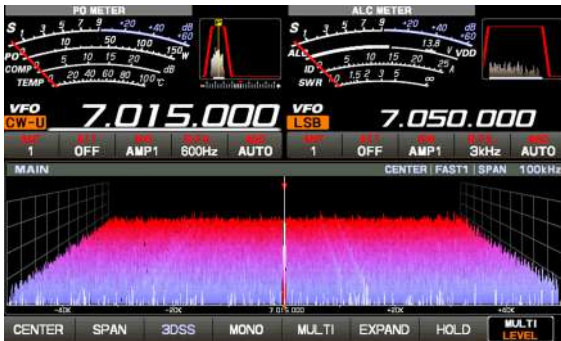 PO METER
ALC METER
S 1 3 5 7 9 +20 +40 +60 dB
S 1 3 5 7 9 +20 +40 +60 dB
PO 0 10 50 100 150 W
ALC 13.8 V VDD
COMP 0 5 10 15 20 dB
ID 0 5 10 15 20 25 A
TEMP 0 20 40 60 80 100 °C
SWR 1 1.5 2 3 5 ∞
VFO
CW-U
7.015.000
VFO
LSB
7.050.000
1 OFF AMP1 600Hz AUTO
1 OFF AMP1 3kHz AUTO
MAIN
CENTER FAST1 SPAN 100kHz
-40K -20K 7.015.000 +20K +40K
CENTER SPAN 3DSS MONO MULTI EXPAND HOLD MULTI
LEVEL